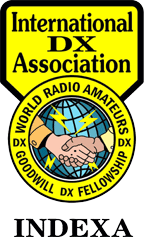 International
DX
Association
WORLD RADIO AMATEURS
DX DX
GOODWILL DX FELLOWSHIP
INDEXA